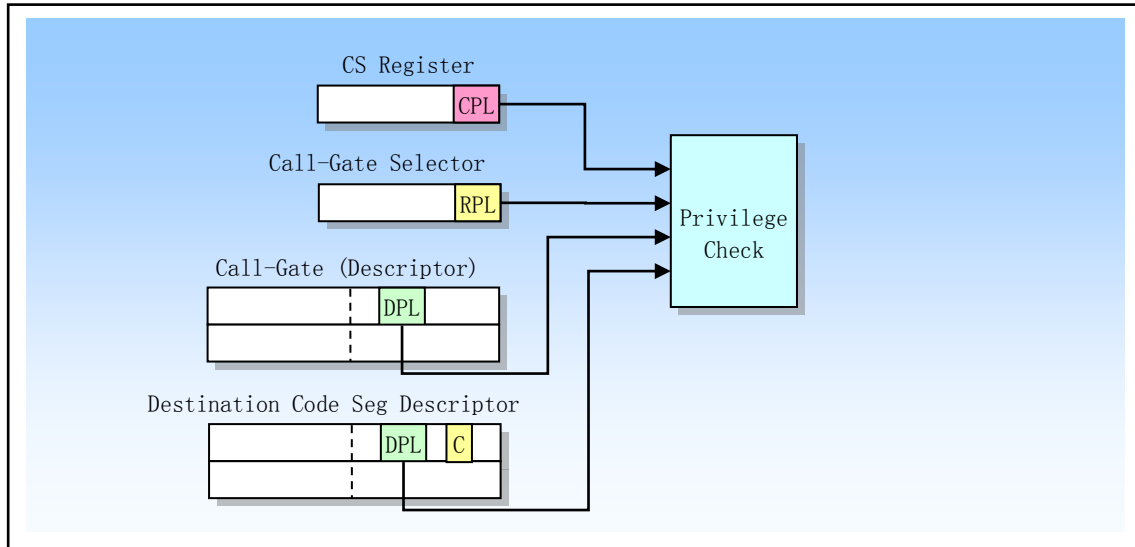 CS Register
CPL
Call-Gate Selector
RPL
Privilege
Check
Call-Gate (Descriptor)
DPL
Destination Code Seg Descriptor
DPL
C